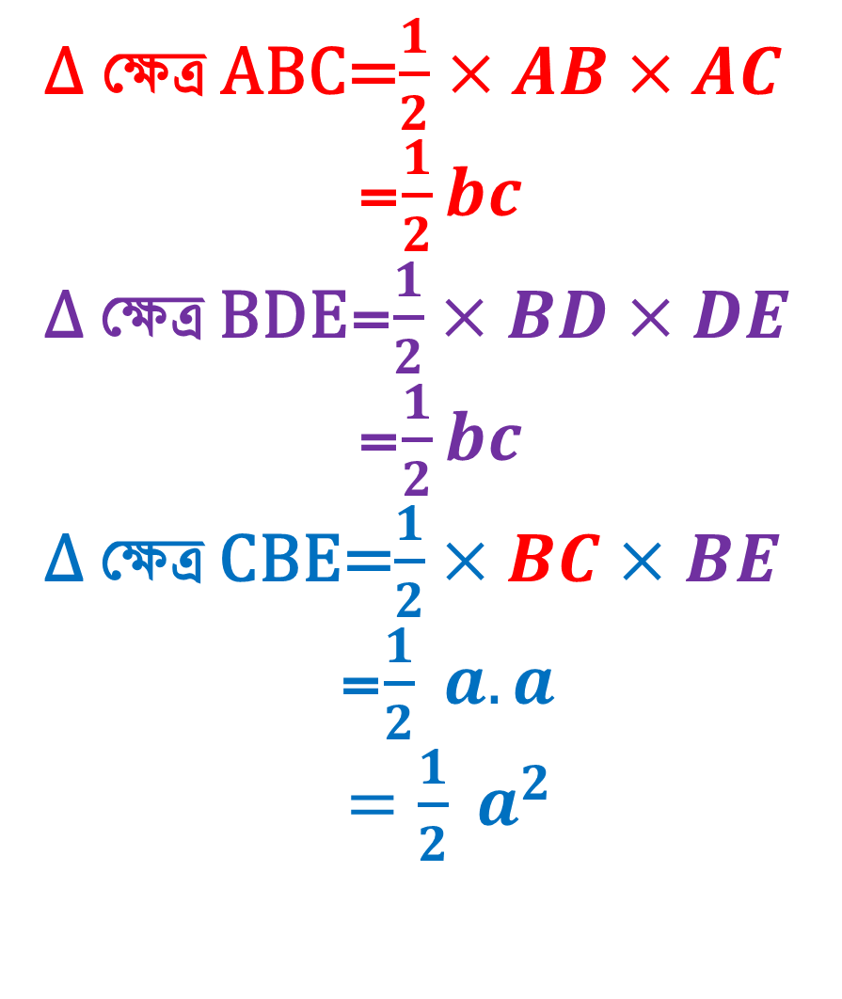 Δ ক্ষেত্র ABC=1/2 × AB × AC
=1/2 bc
Δ ক্ষেত্র BDE=1/2 × BD × DE
=1/2 bc
Δ ক্ষেত্র CBE=1/2 × BC × BE
=1/2 a.a
= 1/2 a²